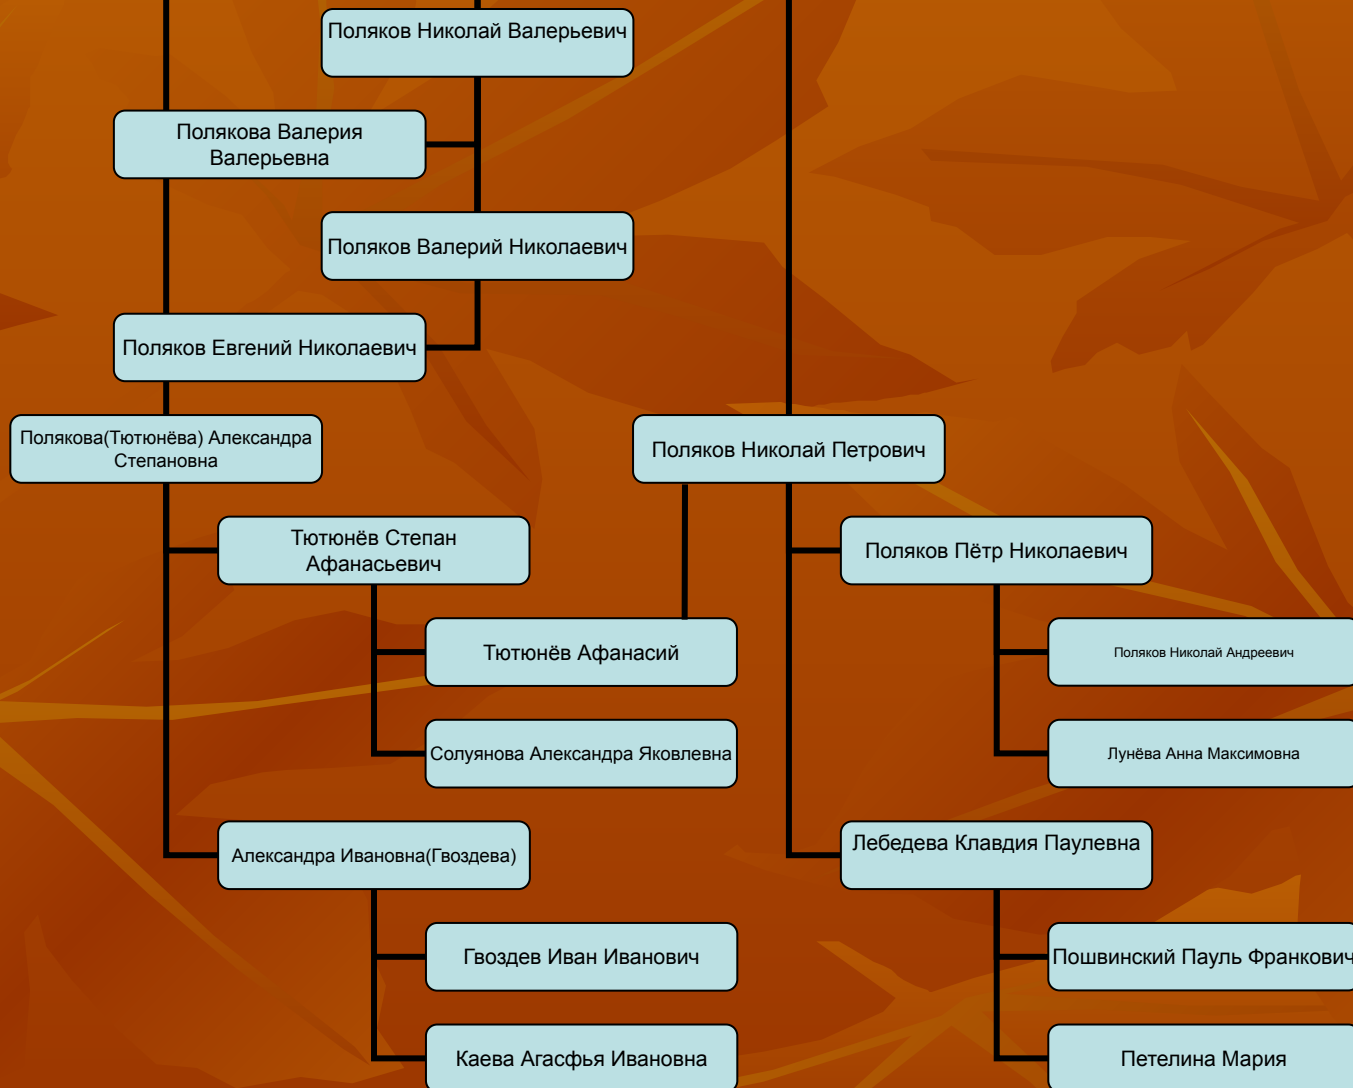 Поляков Николай Валерьевич
Полякова Валерия
Валерьевна
Поляков Валерий Николаевич
Поляков Евгений Николаевич
Полякова(Тютюнёва) Александра
Степановна
Поляков Николай Петрович
Тютюнёв Степан
Афанасьевич
Поляков Пётр Николаевич
Тютюнёв Афанасий
Поляков Николай Андреевич
Солуянова Александра Яковлевна
Лунёва Анна Максимовна
Александра Ивановна(Гвоздева)
Лебедева Клавдия Паулевна
Гвоздев Иван Иванович
Пошвинский Пауль Франкович
Каева Агасфья Ивановна
Петелина Мария